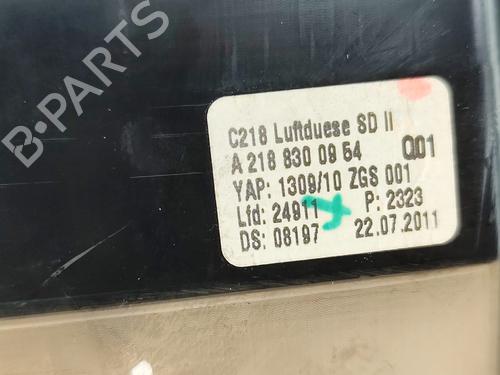 B-PARTS
C218 Luftduese SD II
A 218 830 09 54 Q01
YAP: 1309/10 ZGS 001
Lfd: 24911 P: 2323
DS: 08197 22.07.2011